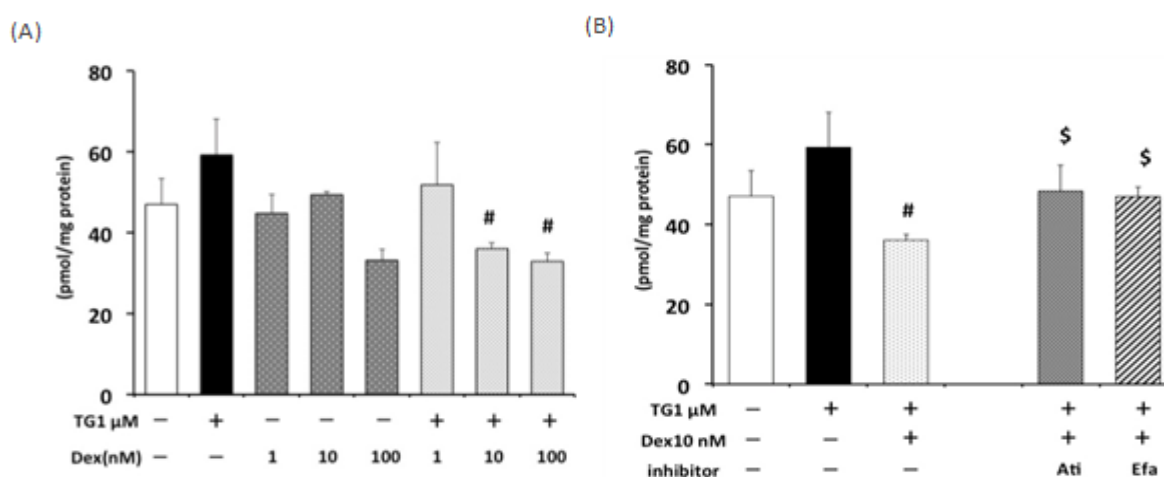 (A)
80
60
40
20
0
(pmol/mg protein)
# #
TG1 μM − + − − − + + +
Dex(nM) − − 1 10 100 1 10 100
(B)
80
60
40
20
0
(pmol/mg protein)
# $ $
TG1 μM − + + + +
Dex10 nM − − + + +
inhibitor − − − Ati Efa